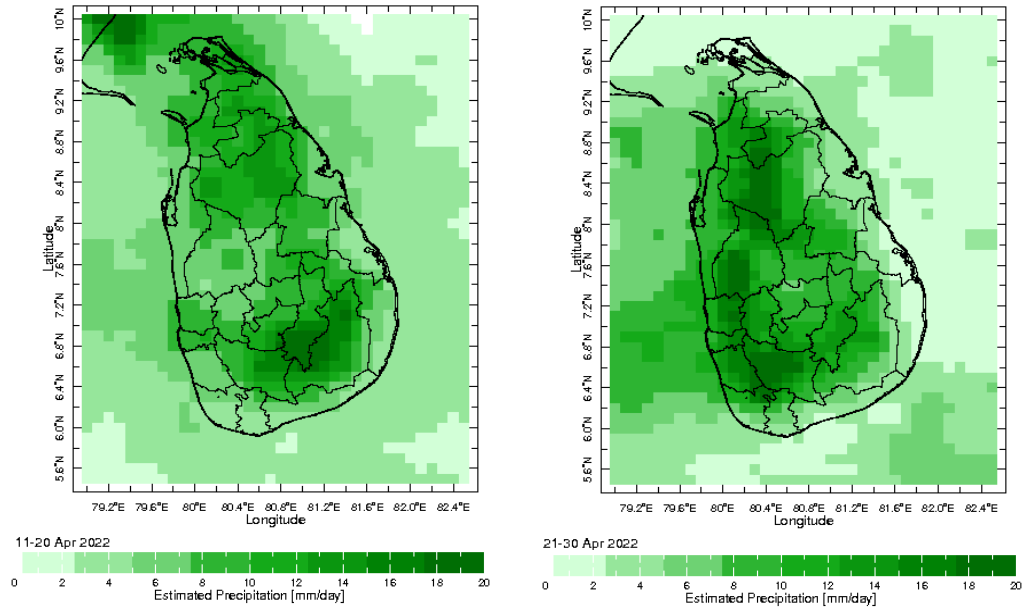 10°N
9.6°N
9.2°N
8.8°N
8.4°N
8°N
7.6°N
7.2°N
6.8°N
6.4°N
6.0°N
5.6°N
Latitude
79.2°E 79.6°E 80°E 80.4°E 80.8°E 81.2°E 81.6°E 82.0°E 82.4°E
Longitude
11-20 Apr 2022
0 2 4 6 8 10 12 14 16 18 20
Estimated Precipitation [mm/day]
10°N
9.6°N
9.2°N
8.8°N
8.4°N
8°N
7.6°N
7.2°N
6.8°N
6.4°N
6.0°N
5.6°N
Latitude
79.2°E 79.6°E 80°E 80.4°E 80.8°E 81.2°E 81.6°E 82.0°E 82.4°E
Longitude
21-30 Apr 2022
0 2 4 6 8 10 12 14 16 18 20
Estimated Precipitation [mm/day]